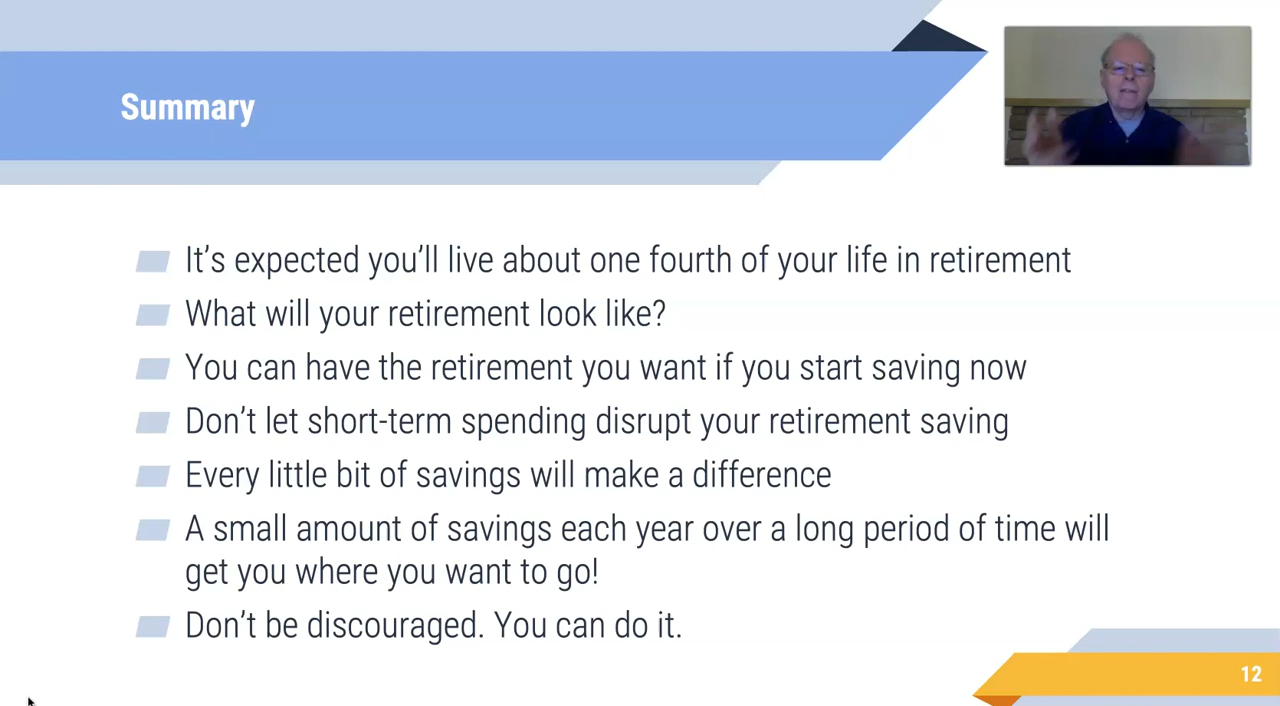 Summary
It’s expected you’ll live about one fourth of your life in retirement
What will your retirement look like?
You can have the retirement you want if you start saving now
Don’t let short-term spending disrupt your retirement saving
Every little bit of savings will make a difference
A small amount of savings each year over a long period of time will
get you where you want to go!
Don’t be discouraged. You can do it.
12